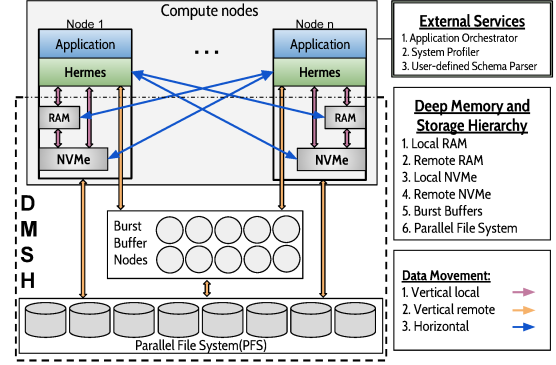 Compute nodes
Node 1
Node n
Application
Application
...
Hermes
Hermes
RAM
RAM
NVMe
NVMe
D
M
S
H
Burst
Buffer
Nodes
Parallel File System(PFS)
External Services
1. Application Orchestrator
2. System Profiler
3. User-defined Schema Parser
Deep Memory and
Storage Hierarchy
1. Local RAM
2. Remote RAM
3. Local NVMe
4. Remote NVMe
5. Burst Buffers
6. Parallel File System
Data Movement:
1. Vertical local
2. Vertical remote
3. Horizontal